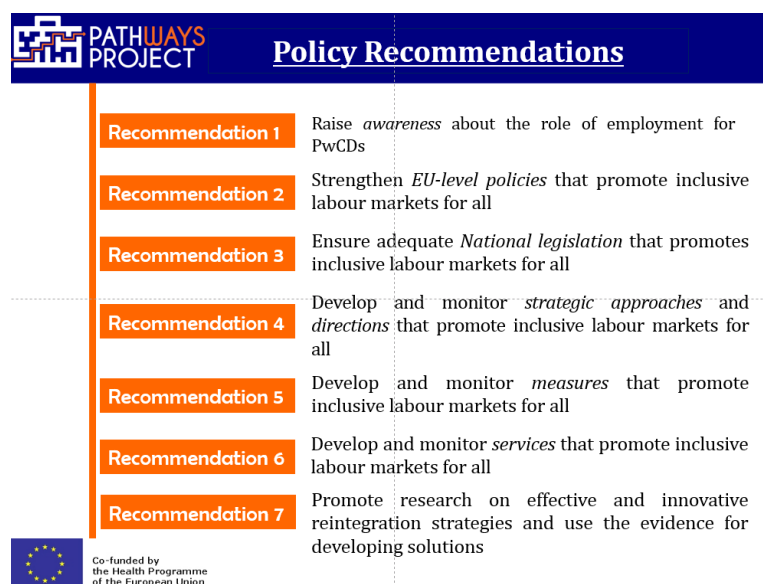 PATHWAYS
PROJECT
Policy Recommendations
Recommendation 1
Raise awareness about the role of employment for
PwCDs
Recommendation 2
Strengthen EU-level policies that promote inclusive
labour markets for all
Recommendation 3
Ensure adequate National legislation that promotes
inclusive labour markets for all
Recommendation 4
Develop and monitor strategic approaches and
directions that promote inclusive labour markets for
all
Recommendation 5
Develop and monitor measures that promote
inclusive labour markets for all
Recommendation 6
Develop and monitor services that promote inclusive
labour markets for all
Recommendation 7
Promote research on effective and innovative
reintegration strategies and use the evidence for
developing solutions
Co-funded by
the Health Programme
of the European Union